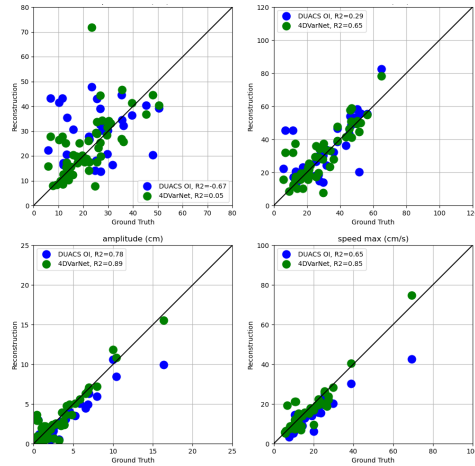 80
70
60
50
40
30
20
10
0
Reconstruction
DUACS OI, R2=-0.67
4DVarNet, R2=0.05
0 10 20 30 40 50 60 70 80
Ground Truth
120
100
80
60
40
20
0
Reconstruction
DUACS OI, R2=0.29
4DVarNet, R2=0.65
0 20 40 60 80 100 120
Ground Truth
amplitude (cm)
25
20
15
10
5
0
Reconstruction
DUACS OI, R2=0.78
4DVarNet, R2=0.89
0 5 10 15 20 25
Ground Truth
speed max (cm/s)
100
80
60
40
20
0
Reconstruction
DUACS OI, R2=0.65
4DVarNet, R2=0.85
0 20 40 60 80 100
Ground Truth